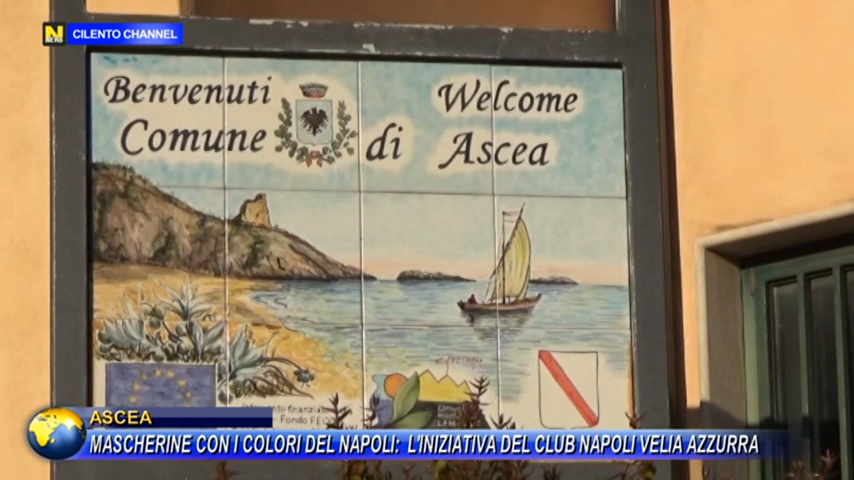 N
CILENTO CHANNEL
Benvenuti
Welcome
Comune di Ascea
ASCEA
MASCHERINE CON I COLORI DEL NAPOLI: L'INIZIATIVA DEL CLUB NAPOLI VELIA AZZURRA